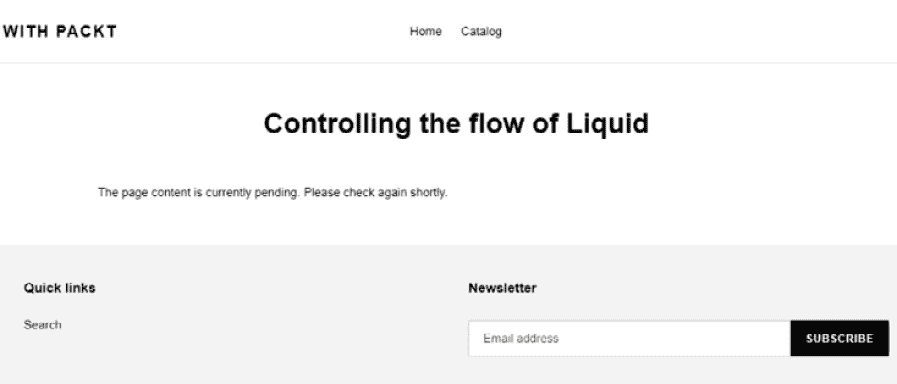 WITH PACKT
Home Catalog
Controlling the flow of Liquid
The page content is currently pending. Please check again shortly.
Quick links
Search
Newsletter
Email address
SUBSCRIBE